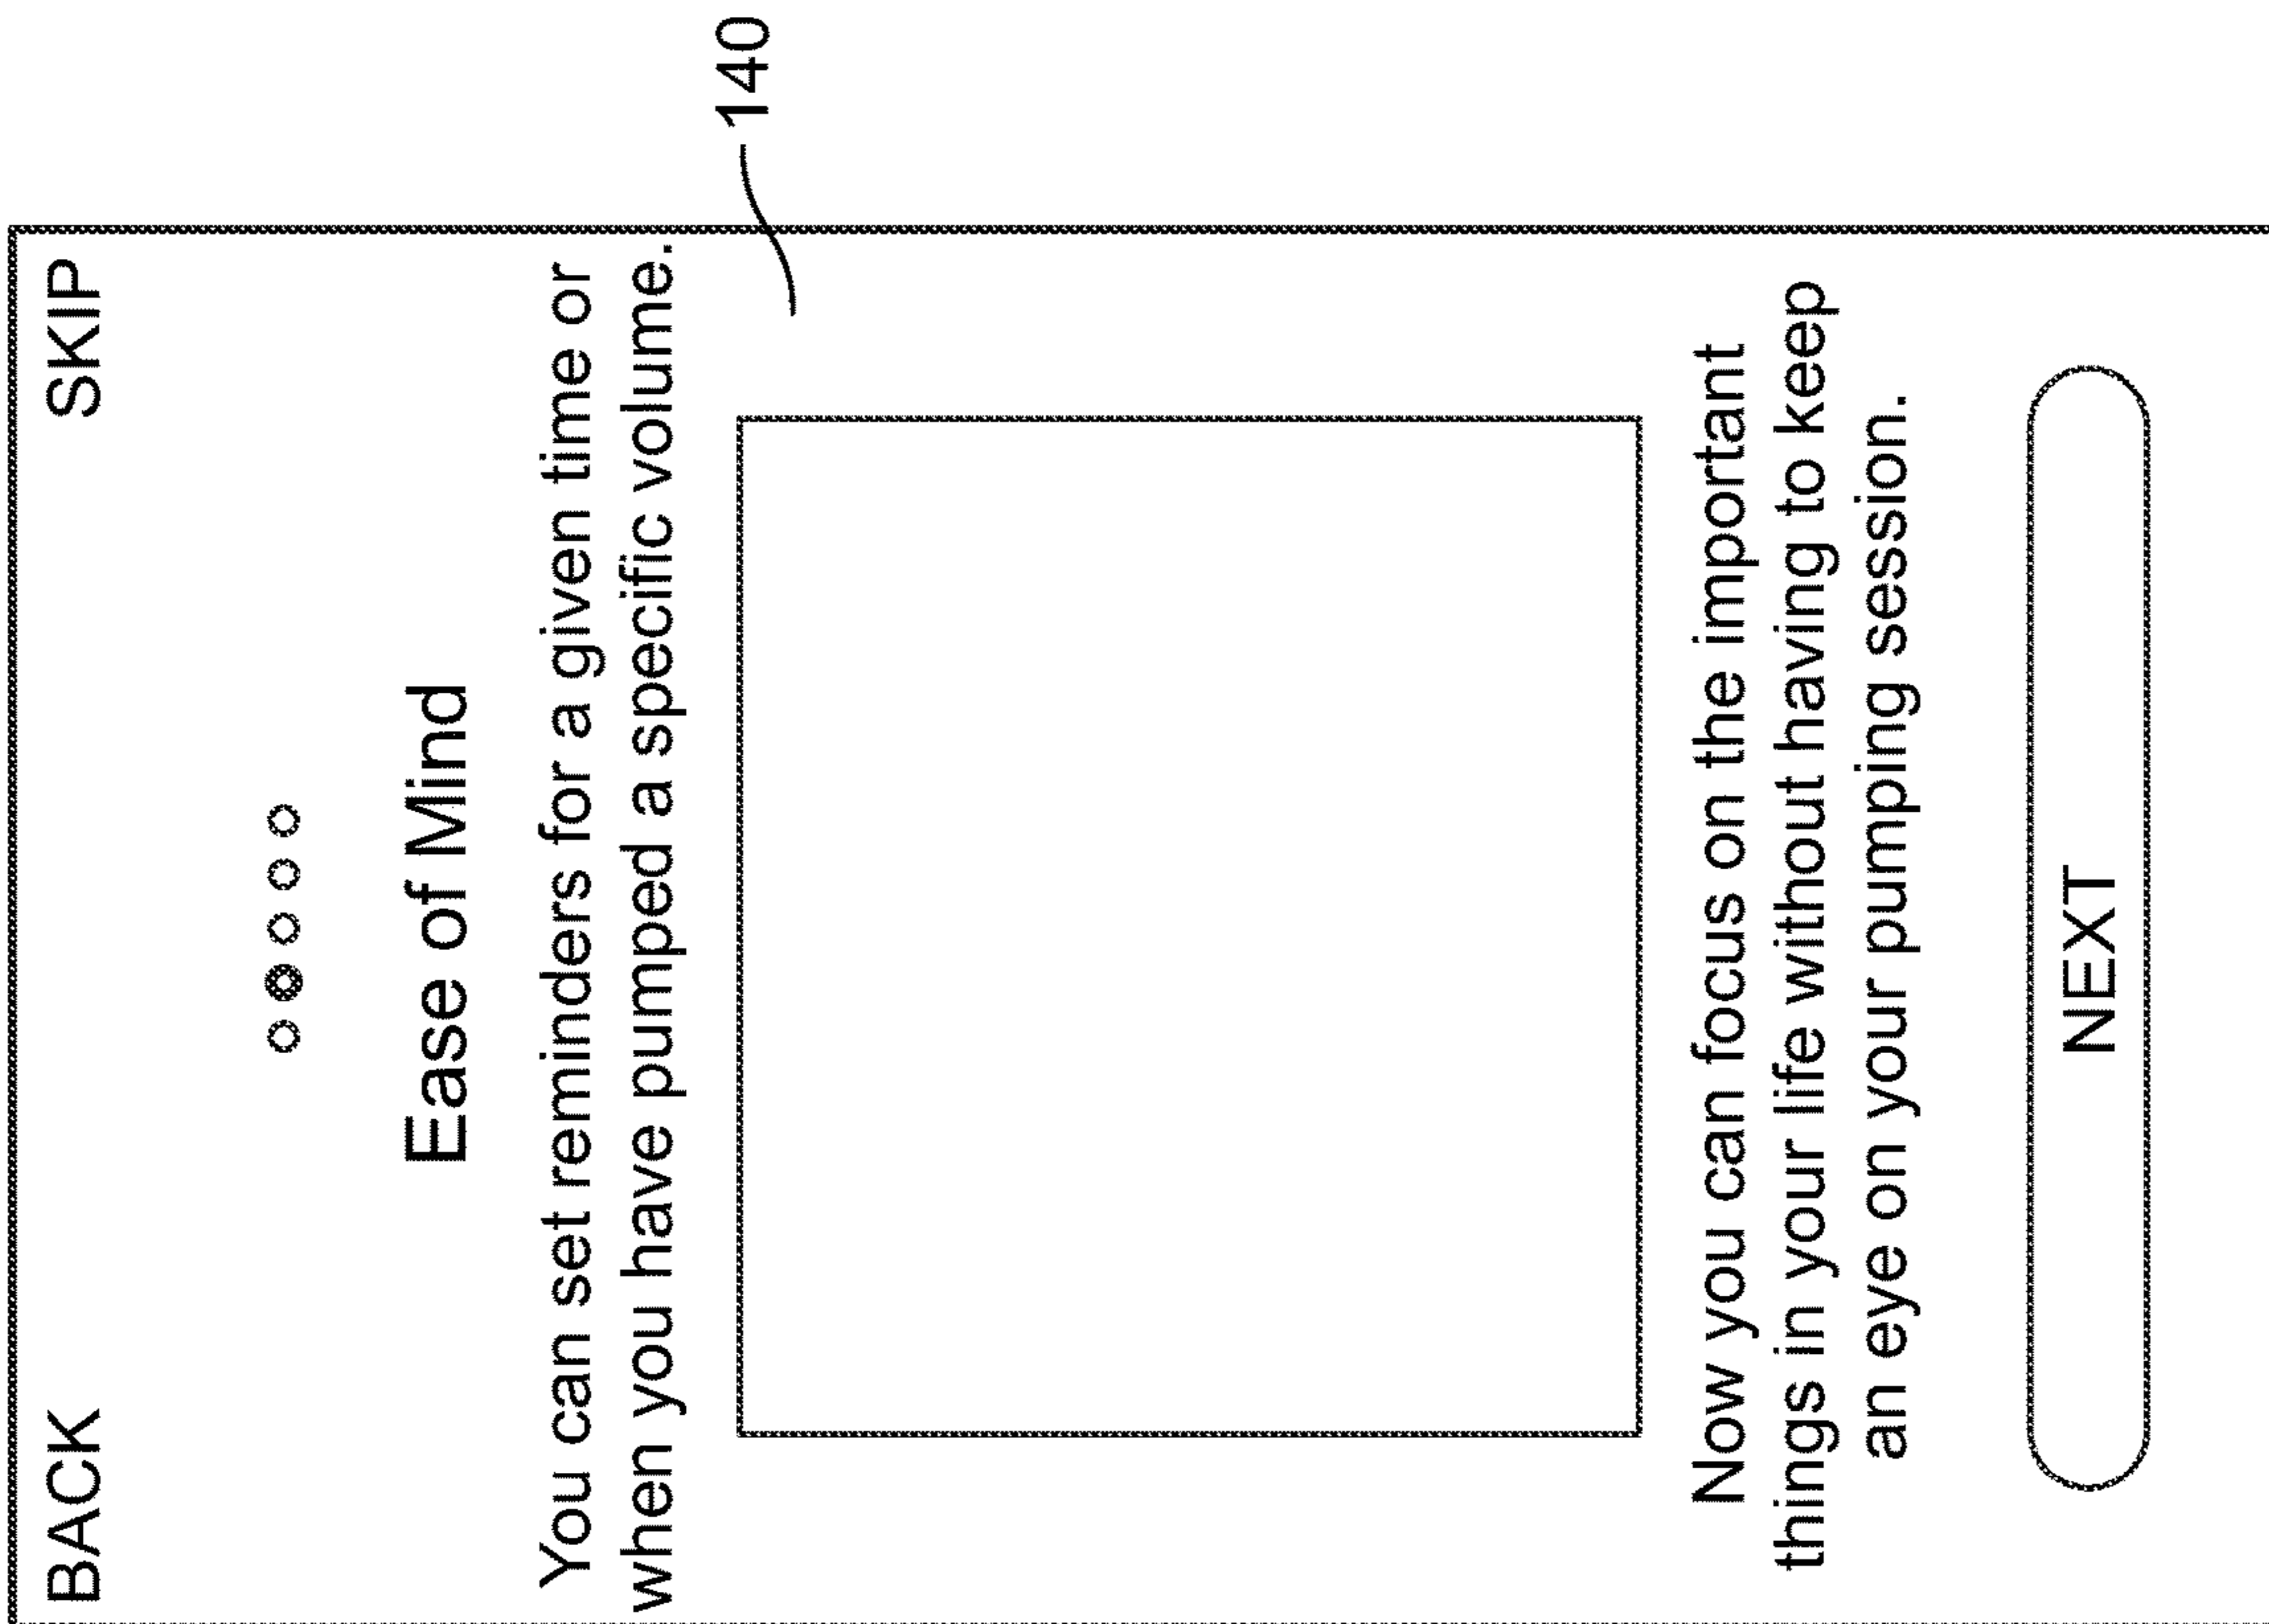 BACK
SKIP
Ease of Mind
You can set reminders for a given time or
when you have pumped a specific volume.
140
Now you can focus on the important
things in your life without having to keep
an eye on your pumping session.
NEXT